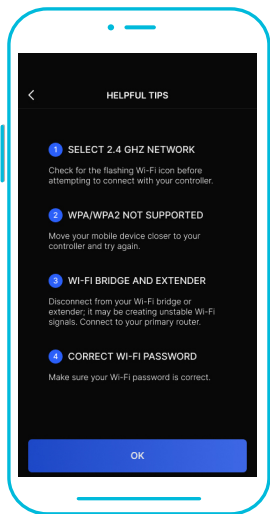 HELPFUL TIPS
1 SELECT 2.4 GHZ NETWORK
Check for the flashing Wi-Fi icon before
attempting to connect with your controller.
2 WPA/WPA2 NOT SUPPORTED
Move your mobile device closer to your
controller and try again.
3 WI-FI BRIDGE AND EXTENDER
Disconnect from your Wi-Fi bridge or
extender; it may be creating unstable Wi-Fi
signals. Connect to your primary router.
4 CORRECT WI-FI PASSWORD
Make sure your Wi-Fi password is correct.
OK